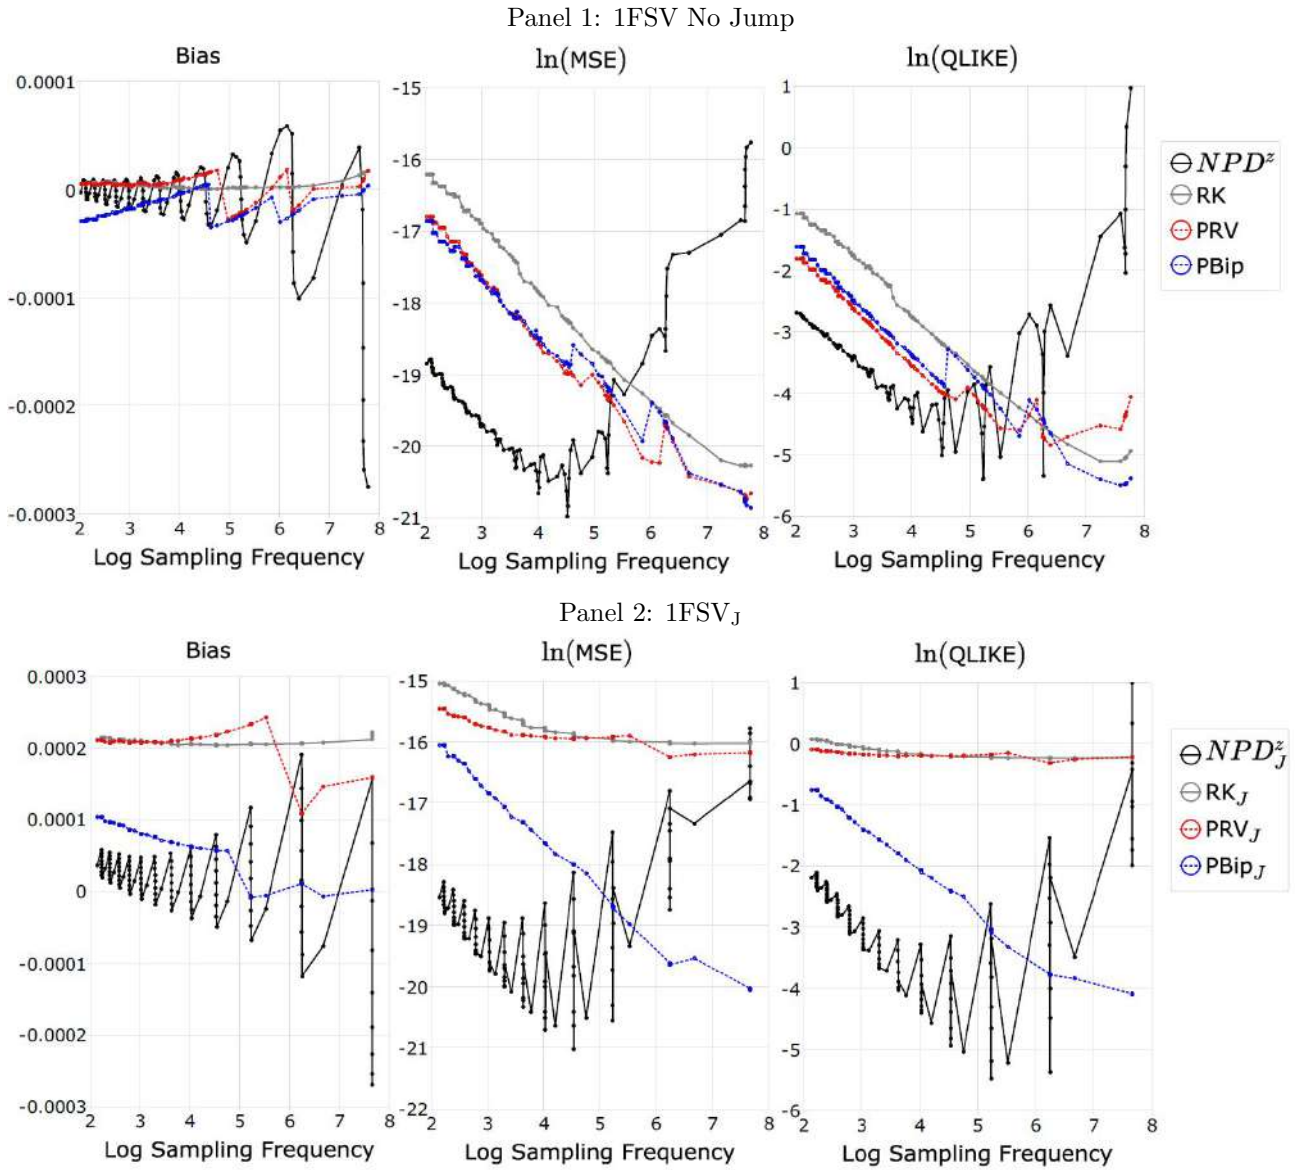 Panel 1: 1FSV No Jump
Bias
ln(MSE)
ln(QLIKE)
0.0001
0
-0.0001
-0.0002
-0.0003
2 3 4 5 6 7 8
Log Sampling Frequency
-15
-16
-17
-18
-19
-20
-21
2 3 4 5 6 7 8
Log Sampling Frequency
1
0
-1
-2
-3
-4
-5
-6
2 3 4 5 6 7 8
Log Sampling Frequency
NPD^z
RK
PRV
PBip
Panel 2: 1FSV_J
Bias
ln(MSE)
ln(QLIKE)
0.0003
0.0002
0.0001
0
-0.0001
-0.0002
-0.0003
2 3 4 5 6 7 8
Log Sampling Frequency
-15
-16
-17
-18
-19
-20
-21
-22
2 3 4 5 6 7 8
Log Sampling Frequency
1
0
-1
-2
-3
-4
-5
-6
2 3 4 5 6 7 8
Log Sampling Frequency
NPD^z_J
RK_J
PRV_J
PBip_J